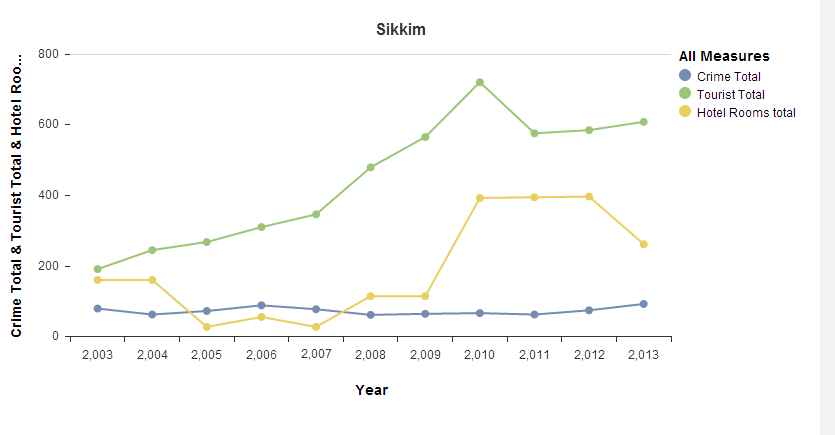 Sikkim
Crime Total & Tourist Total & Hotel Roo...
800
600
400
200
0
2,003 2,004 2,005 2,006 2,007 2,008 2,009 2,010 2,011 2,012 2,013
Year
All Measures
Crime Total
Tourist Total
Hotel Rooms total